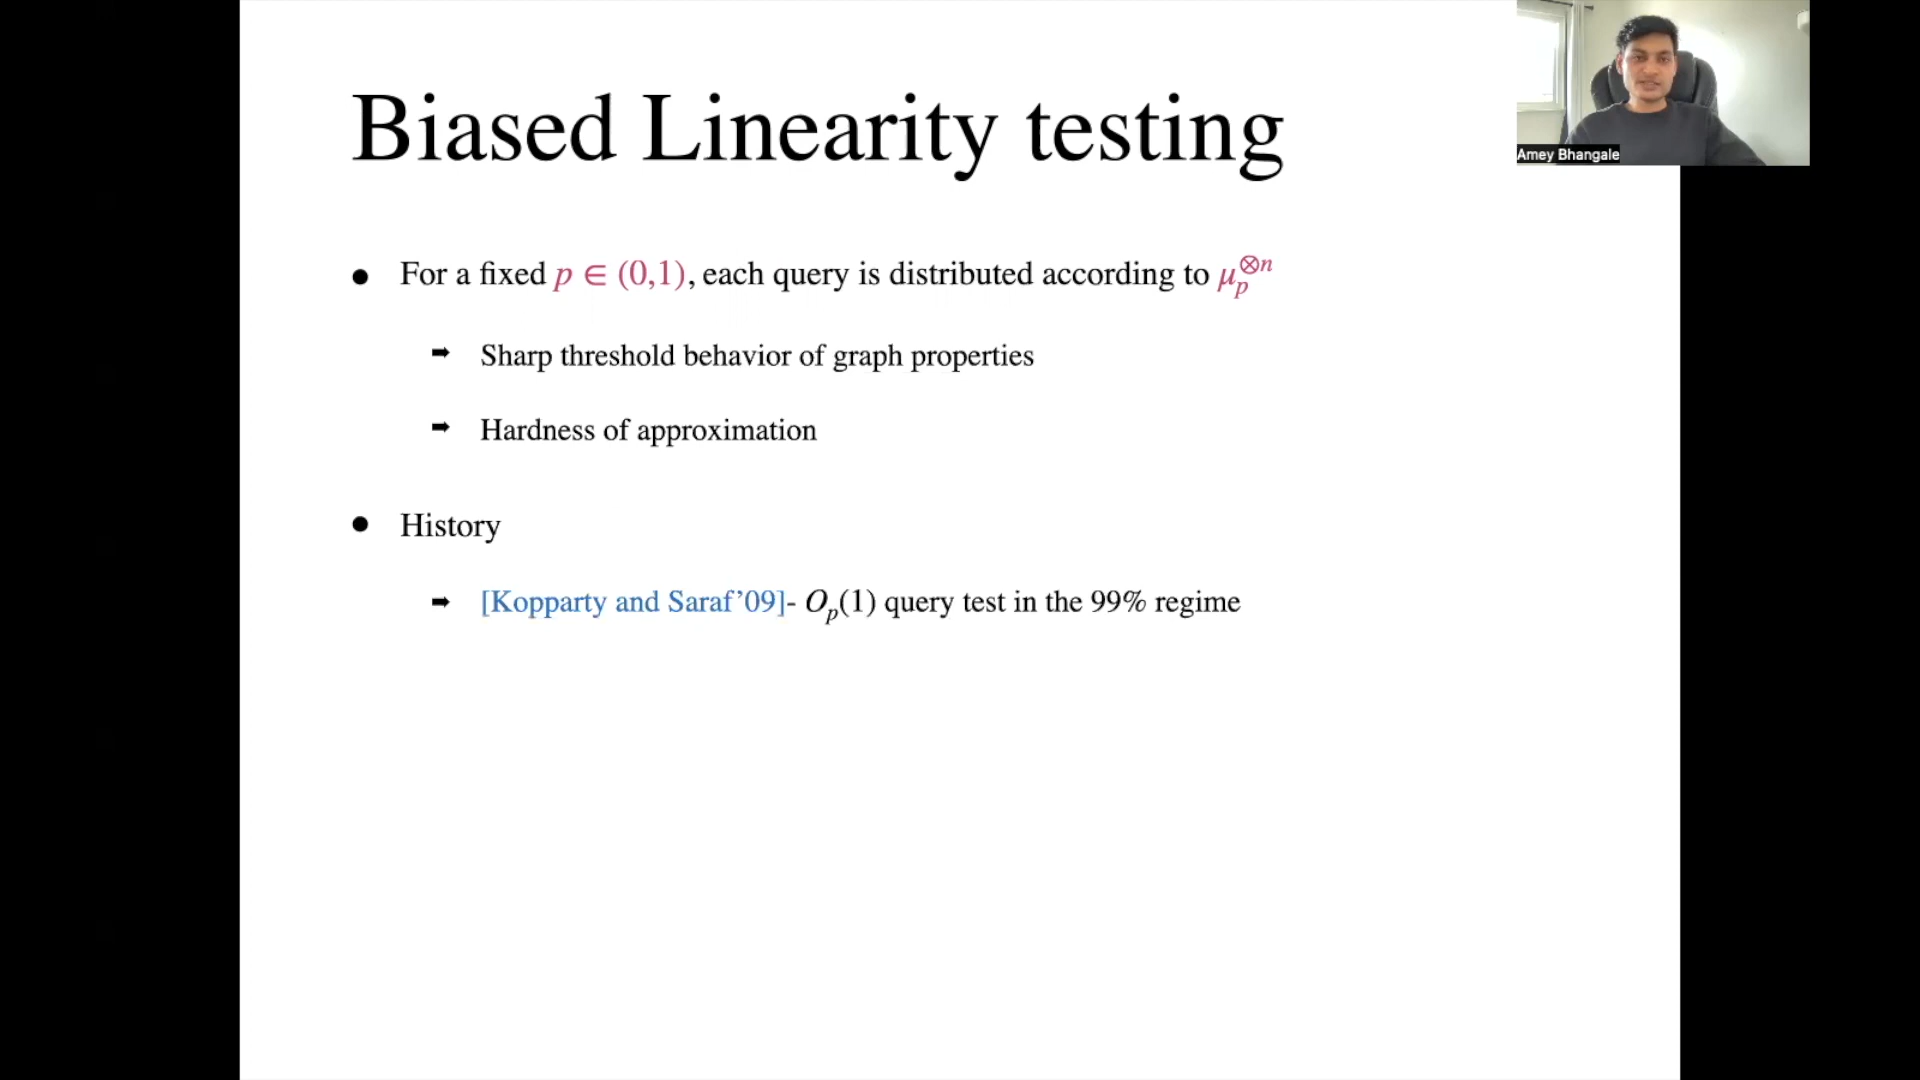 Biased Linearity testing
Amey Bhangale
● For a fixed p ∈ (0,1), each query is distributed according to μ_p^{⊗n}
➡ Sharp threshold behavior of graph properties
➡ Hardness of approximation
● History
➡ [Kopparty and Saraf’09]- O_p(1) query test in the 99% regime